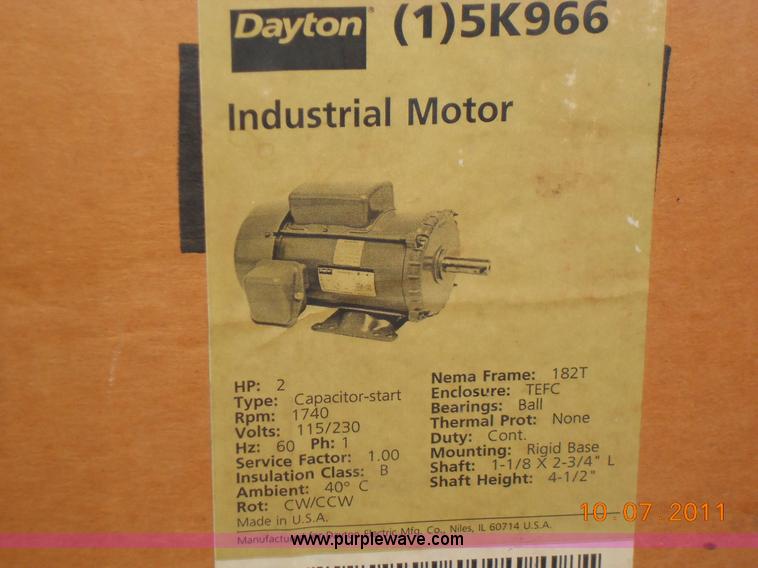 Dayton® (1)5K966
Industrial Motor
HP: 2
Type: Capacitor-start
Rpm: 1740
Volts: 115/230
Hz: 60 Ph: 1
Service Factor: 1.00
Insulation Class: B
Ambient: 40° C
Rot: CW/CCW
Made in U.S.A.
Nema Frame: 182T
Enclosure: TEFC
Bearings: Ball
Thermal Prot: None
Duty: Cont.
Mounting: Rigid Base
Shaft: 1-1/8 X 2-3/4" L
Shaft Height: 4-1/2"
10.07.2011
Dayton Electric Mfg. Co., Niles, IL 60714 U.S.A.
www.purplewave.com